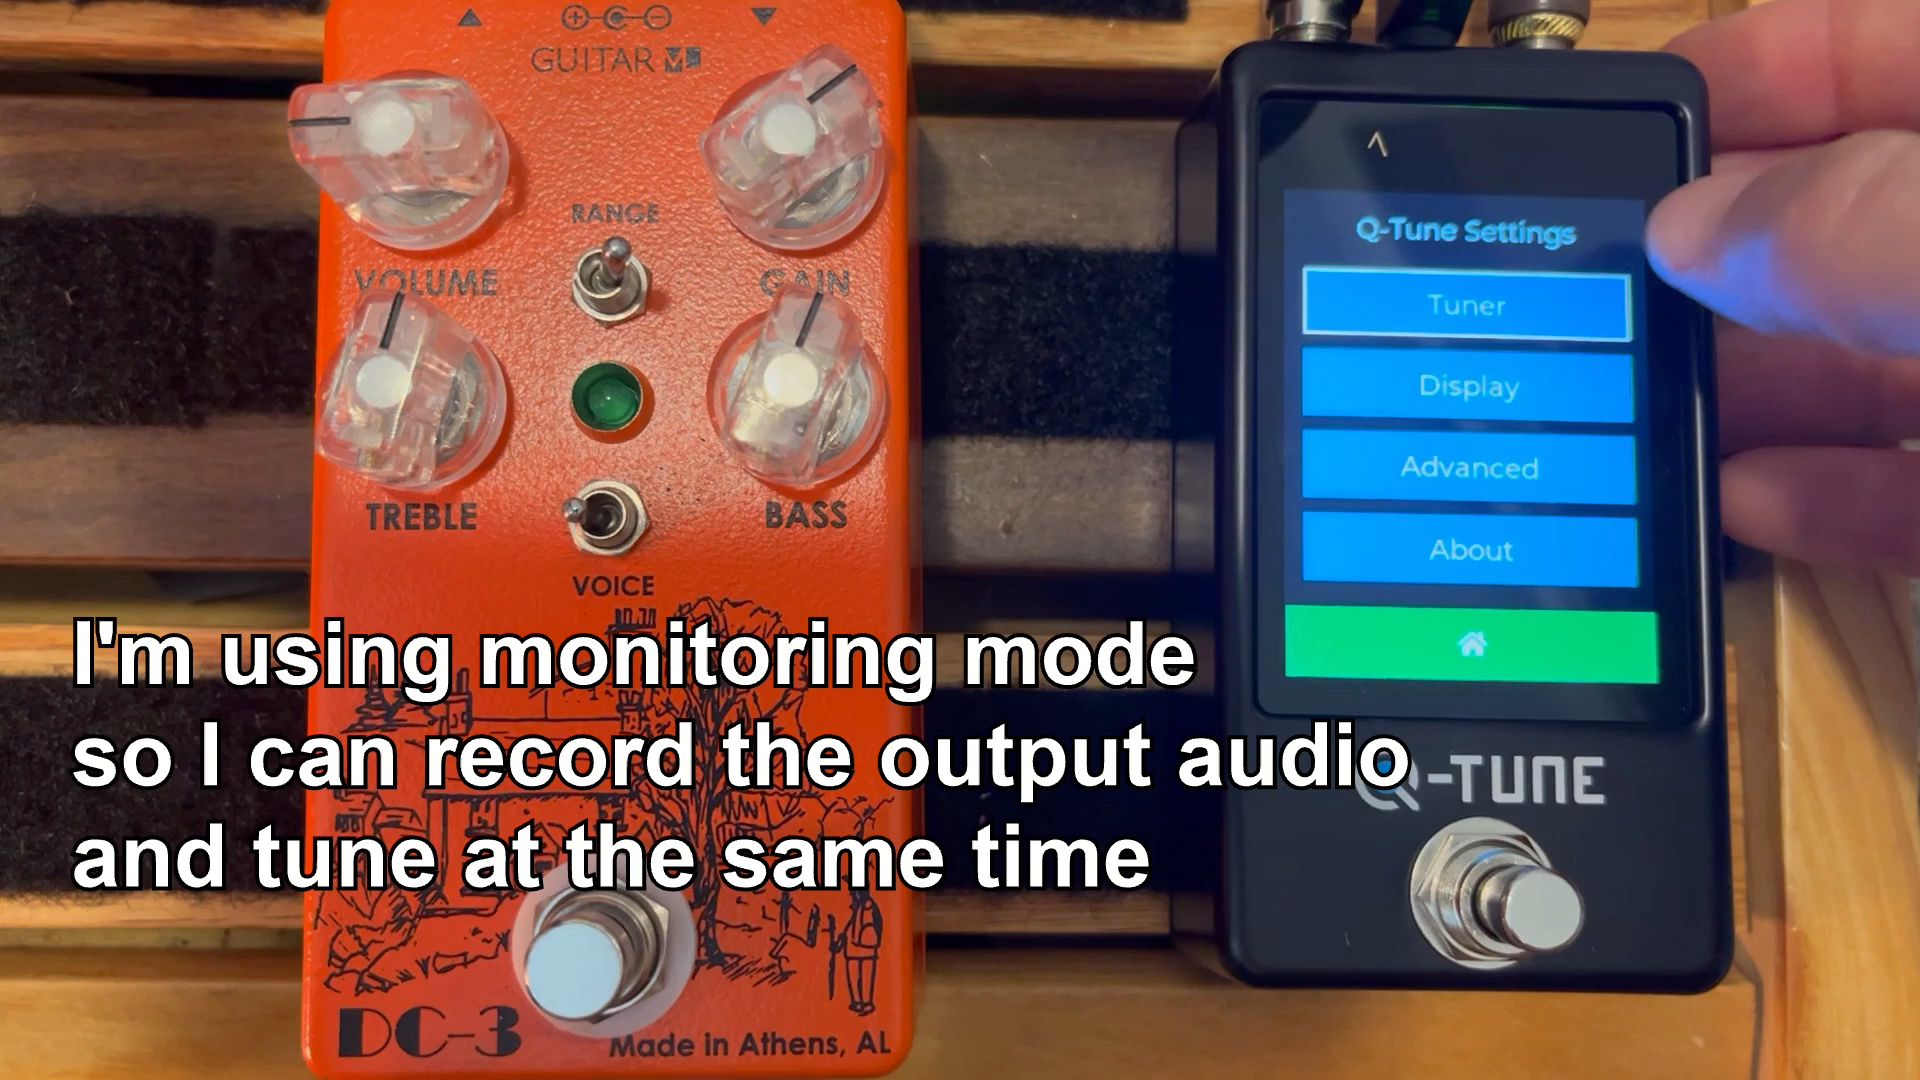 GUITAR
RANGE
VOLUME
GAIN
TREBLE
BASS
VOICE
DC-3
Made in Athens, AL
Q-Tune Settings
Tuner
Display
Advanced
About
Q-TUNE
I'm using monitoring mode
so I can record the output audio
and tune at the same time